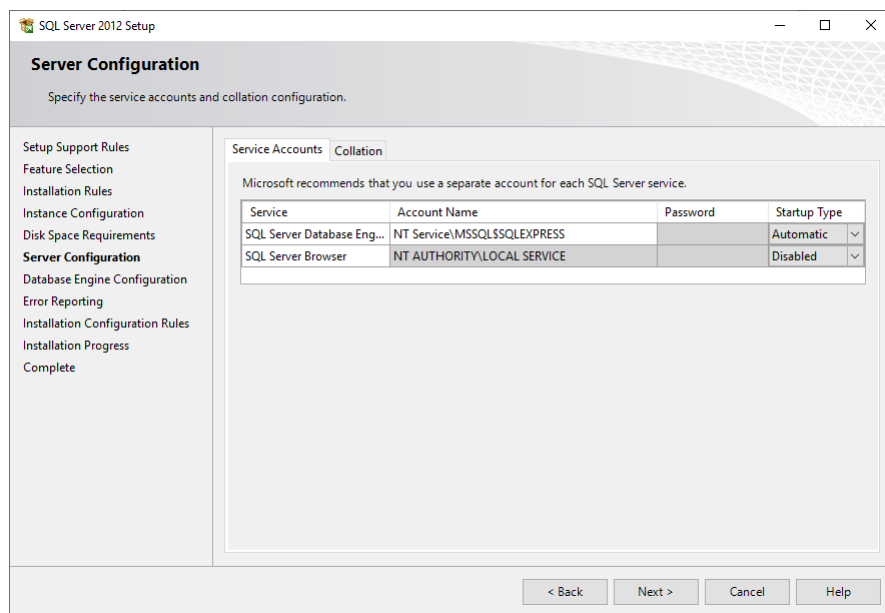 SQL Server 2012 Setup
Server Configuration
Specify the service accounts and collation configuration.
Setup Support Rules
Feature Selection
Installation Rules
Instance Configuration
Disk Space Requirements
Server Configuration
Database Engine Configuration
Error Reporting
Installation Configuration Rules
Installation Progress
Complete
Service Accounts Collation
Microsoft recommends that you use a separate account for each SQL Server service.
Service Account Name Password Startup Type
SQL Server Database Eng... NT Service\MSSQL$SQLEXPRESS Automatic
SQL Server Browser NT AUTHORITY\LOCAL SERVICE Disabled
< Back Next > Cancel Help